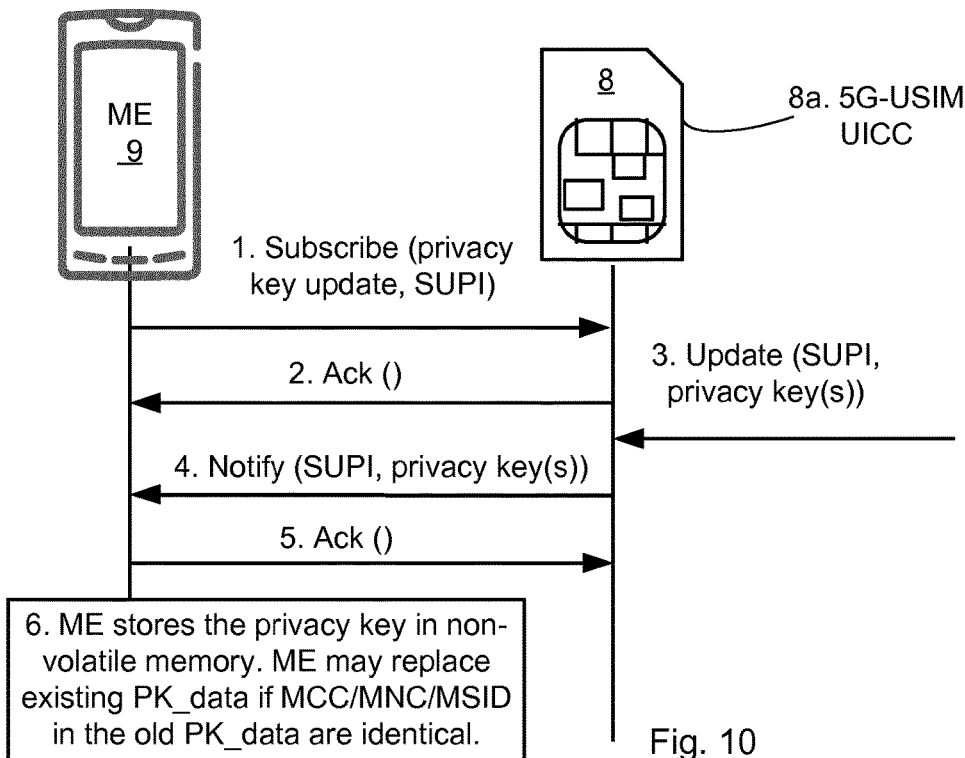 ME
9
8
8a. 5G-USIM
UICC
1. Subscribe (privacy
key update, SUPI)
2. Ack ()
3. Update (SUPI,
privacy key(s))
4. Notify (SUPI, privacy key(s))
5. Ack ()
6. ME stores the privacy key in non-
volatile memory. ME may replace
existing PK_data if MCC/MNC/MSID
in the old PK_data are identical.
Fig. 10